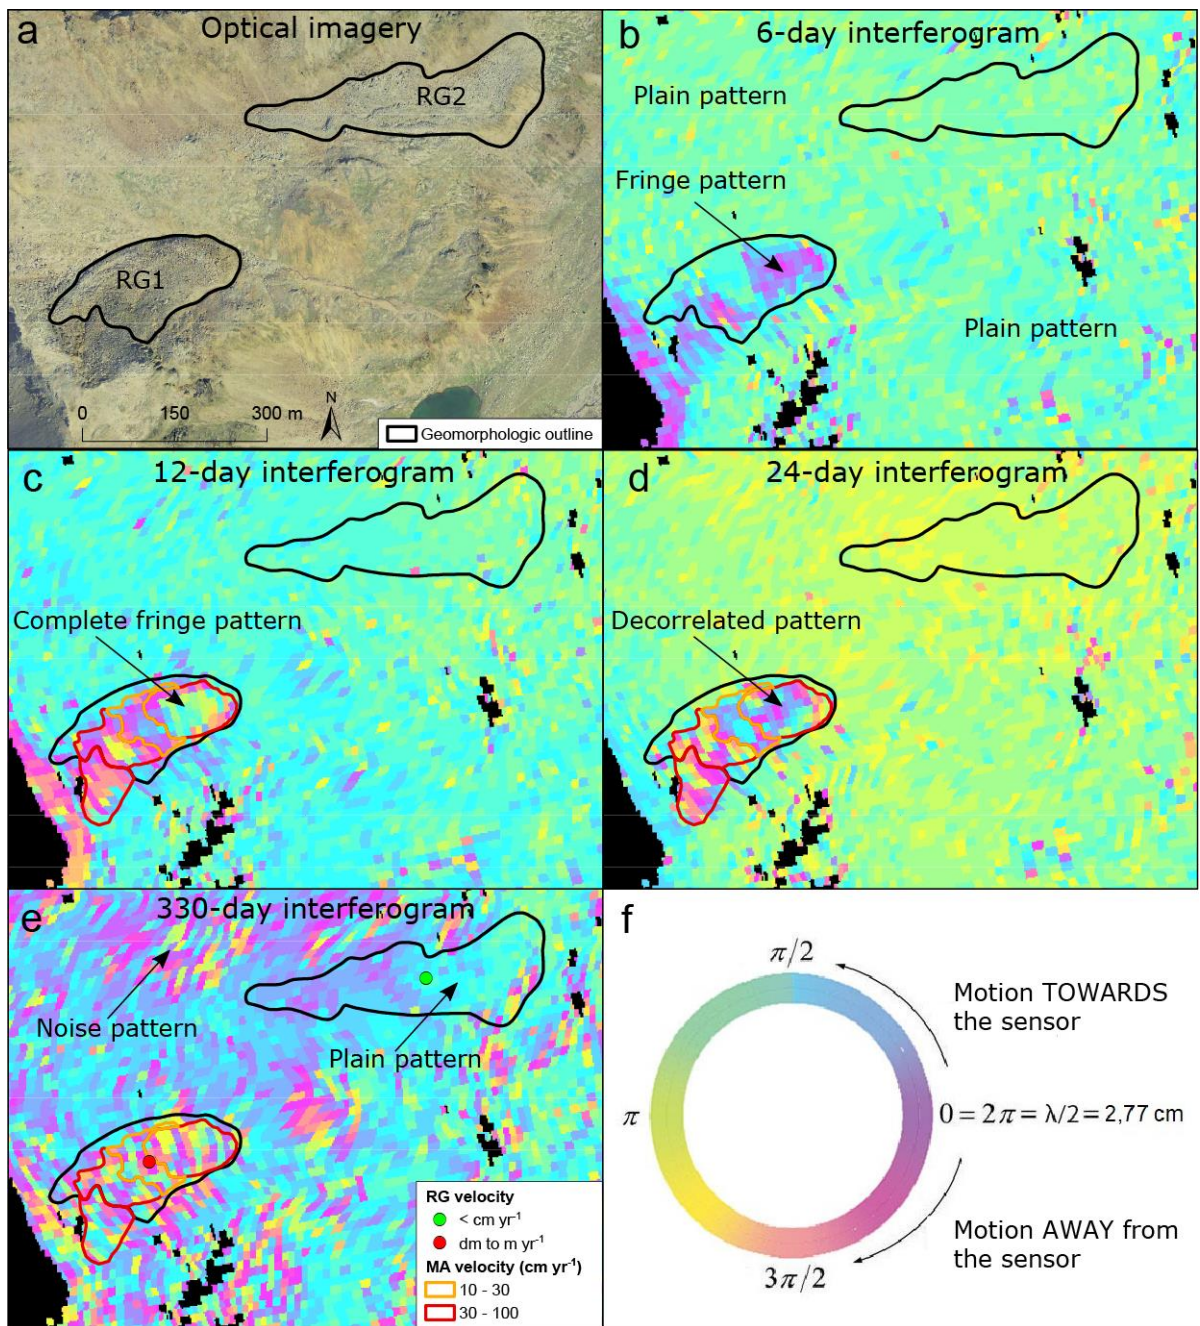 a
Optical imagery
RG2
RG1
0 150 300 m
N
Geomorphologic outline
b
6-day interferogram
Plain pattern
Fringe pattern
Plain pattern
c
12-day interferogram
Complete fringe pattern
d
24-day interferogram
Decorrelated pattern
e
330-day interferogram
Noise pattern
Plain pattern
RG velocity
< cm yr⁻¹
dm to m yr⁻¹
MA velocity (cm yr⁻¹)
10 - 30
30 - 100
f
π/2
Motion TOWARDS
the sensor
π
0 = 2π = λ/2 = 2,77 cm
Motion AWAY from
the sensor
3π/2